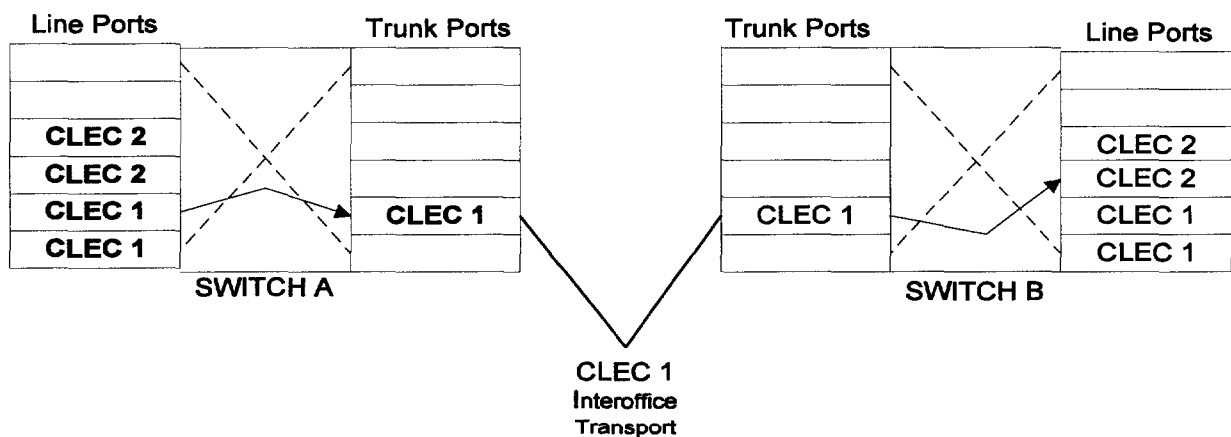 Line Ports
Trunk Ports
CLEC 2
CLEC 2
CLEC 1
CLEC 1
CLEC 1
SWITCH A
Trunk Ports
Line Ports
CLEC 2
CLEC 2
CLEC 1
CLEC 1
CLEC 1
SWITCH B
CLEC 1
Interoffice
Transport